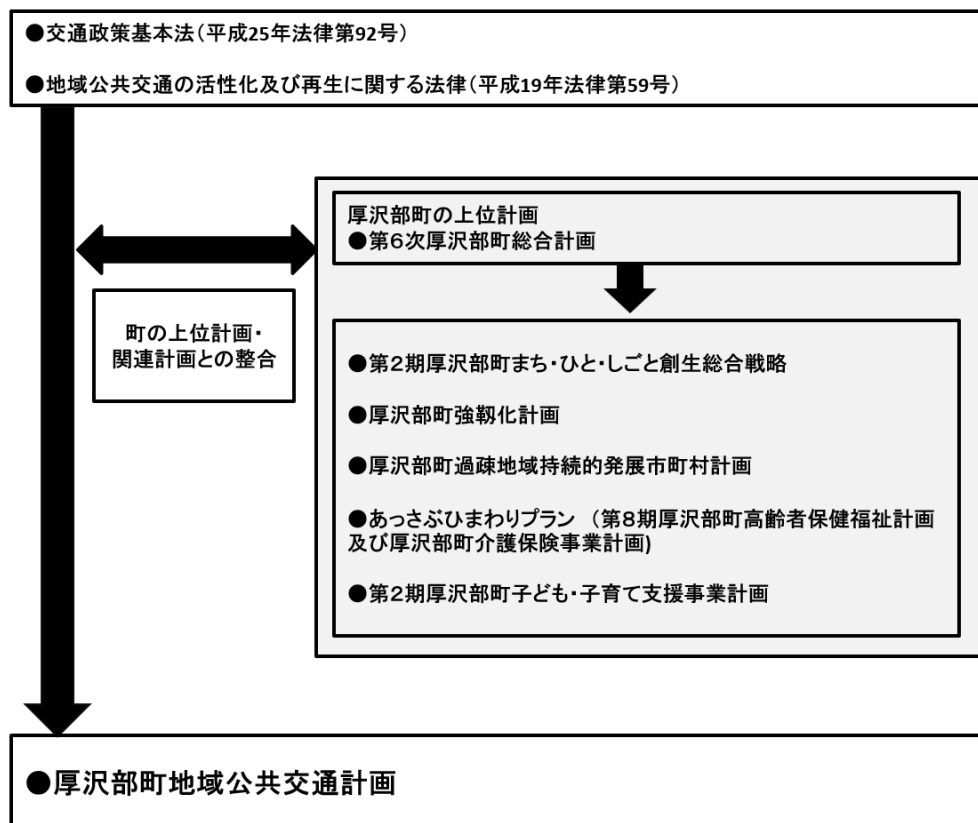 ●交通政策基本法（平成25年法律第92号）
●地域公共交通の活性化及び再生に関する法律（平成19年法律第59号）
厚沢部町の上位計画
●第６次厚沢部町総合計画
町の上位計画・
関連計画との整合
●第２期厚沢部町まち・ひと・しごと創生総合戦略
●厚沢部町強靱化計画
●厚沢部町過疎地域持続的発展市町村計画
●あっさぶひまわりプラン　（第８期厚沢部町高齢者保健福祉計画
及び厚沢部町介護保険事業計画)
●第２期厚沢部町子ども・子育て支援事業計画
●厚沢部町地域公共交通計画